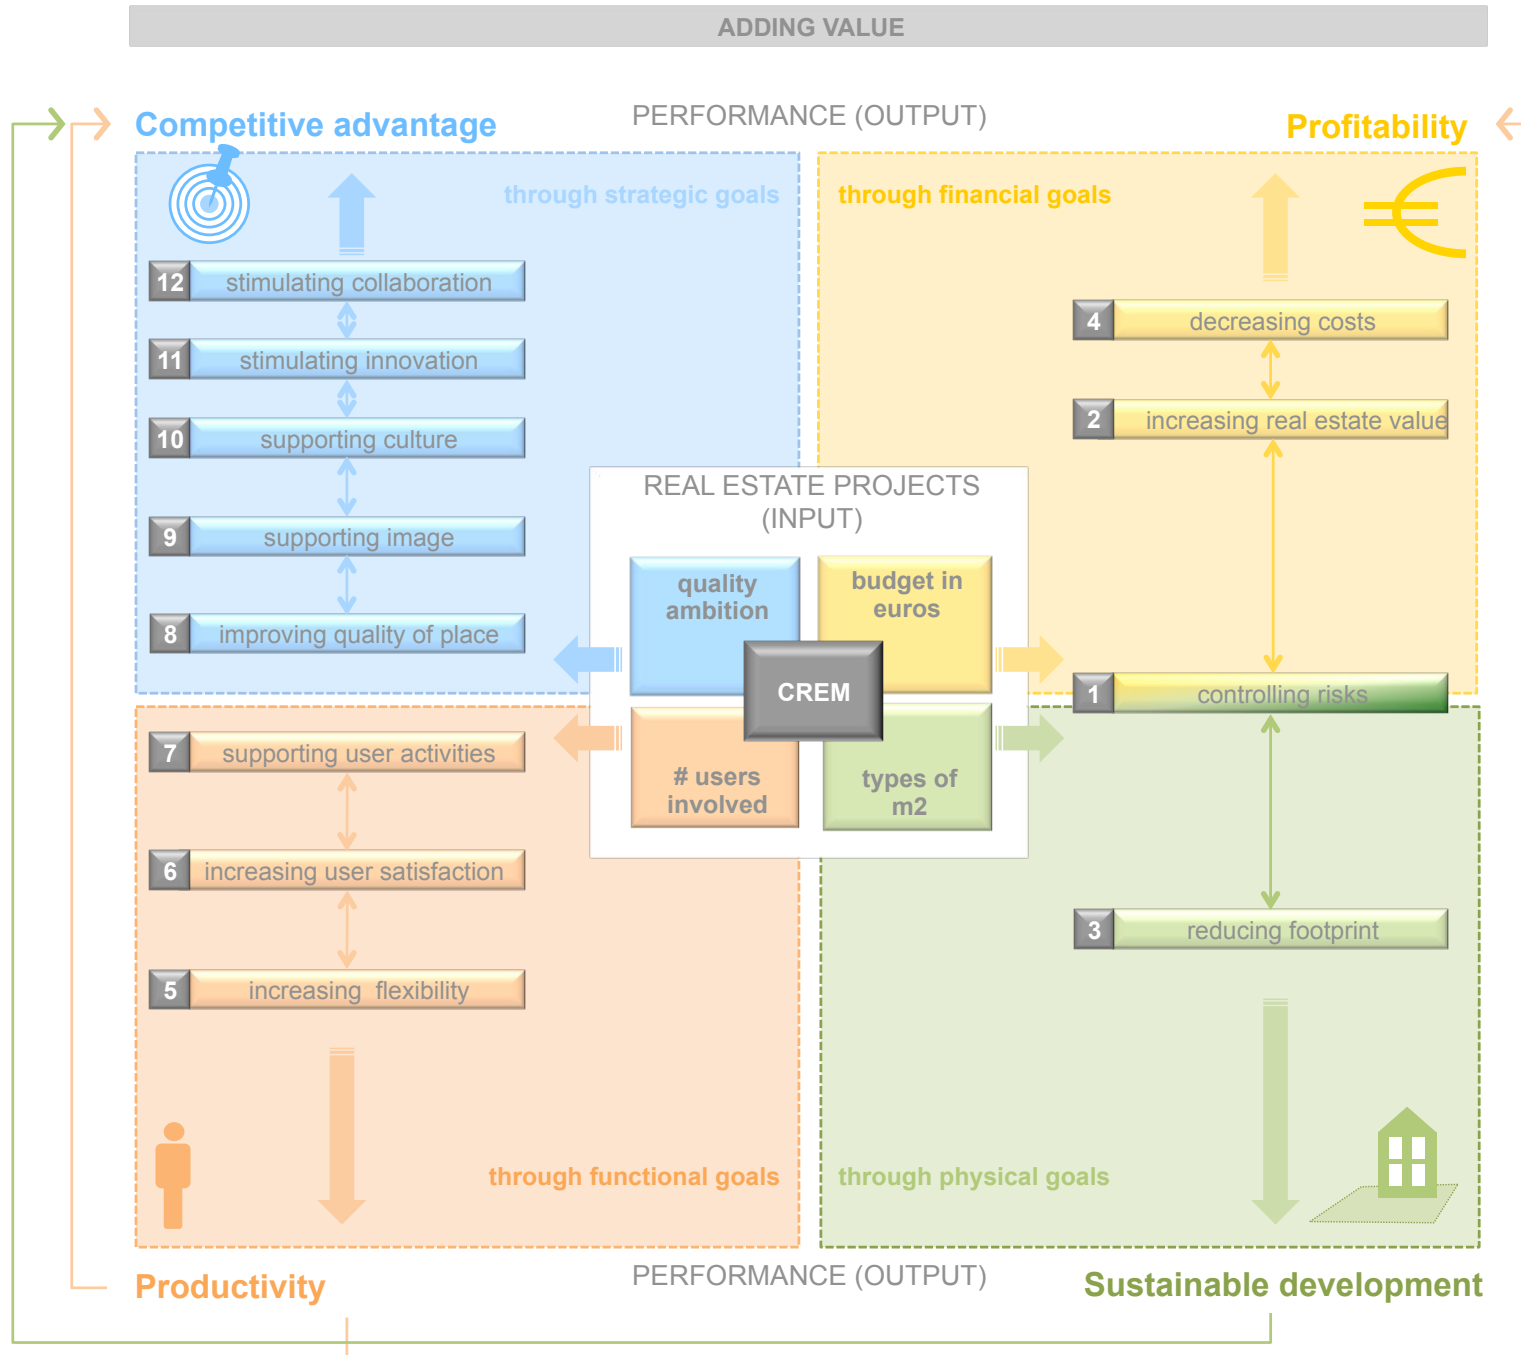 ADDING VALUE
PERFORMANCE (OUTPUT)
Competitive advantage
Profitability
through strategic goals
through financial goals
12 stimulating collaboration
11 stimulating innovation
10 supporting culture
9 supporting image
8 improving quality of place
4 decreasing costs
2 increasing real estate value
1 controlling risks
REAL ESTATE PROJECTS
(INPUT)
quality
ambition
budget in
euros
CREM
# users
involved
types of
m2
7 supporting user activities
6 increasing user satisfaction
5 increasing flexibility
3 reducing footprint
through functional goals
through physical goals
Productivity
PERFORMANCE (OUTPUT)
Sustainable development